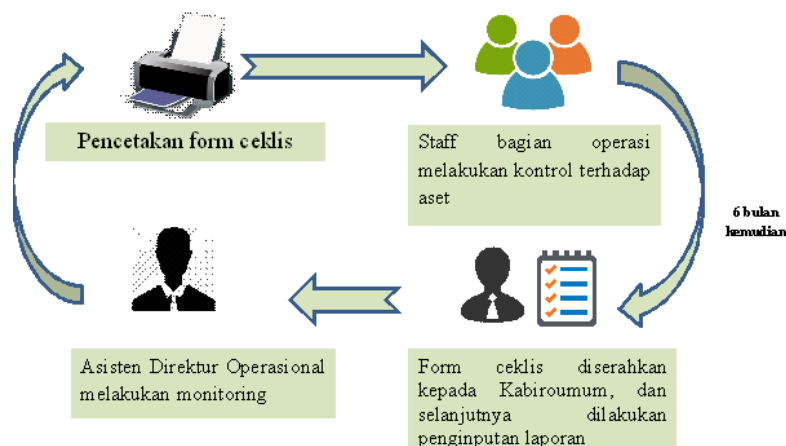 Pencetakan form ceklis
Staff bagian operasi
melakukan kontrol terhadap
aset
6 bulan
kemudian
Form ceklis diserahkan
kepada Kabiroumum, dan
selanjutnya dilakukan
penginputan laporan
Asisten Direktur Operasional
melakukan monitoring